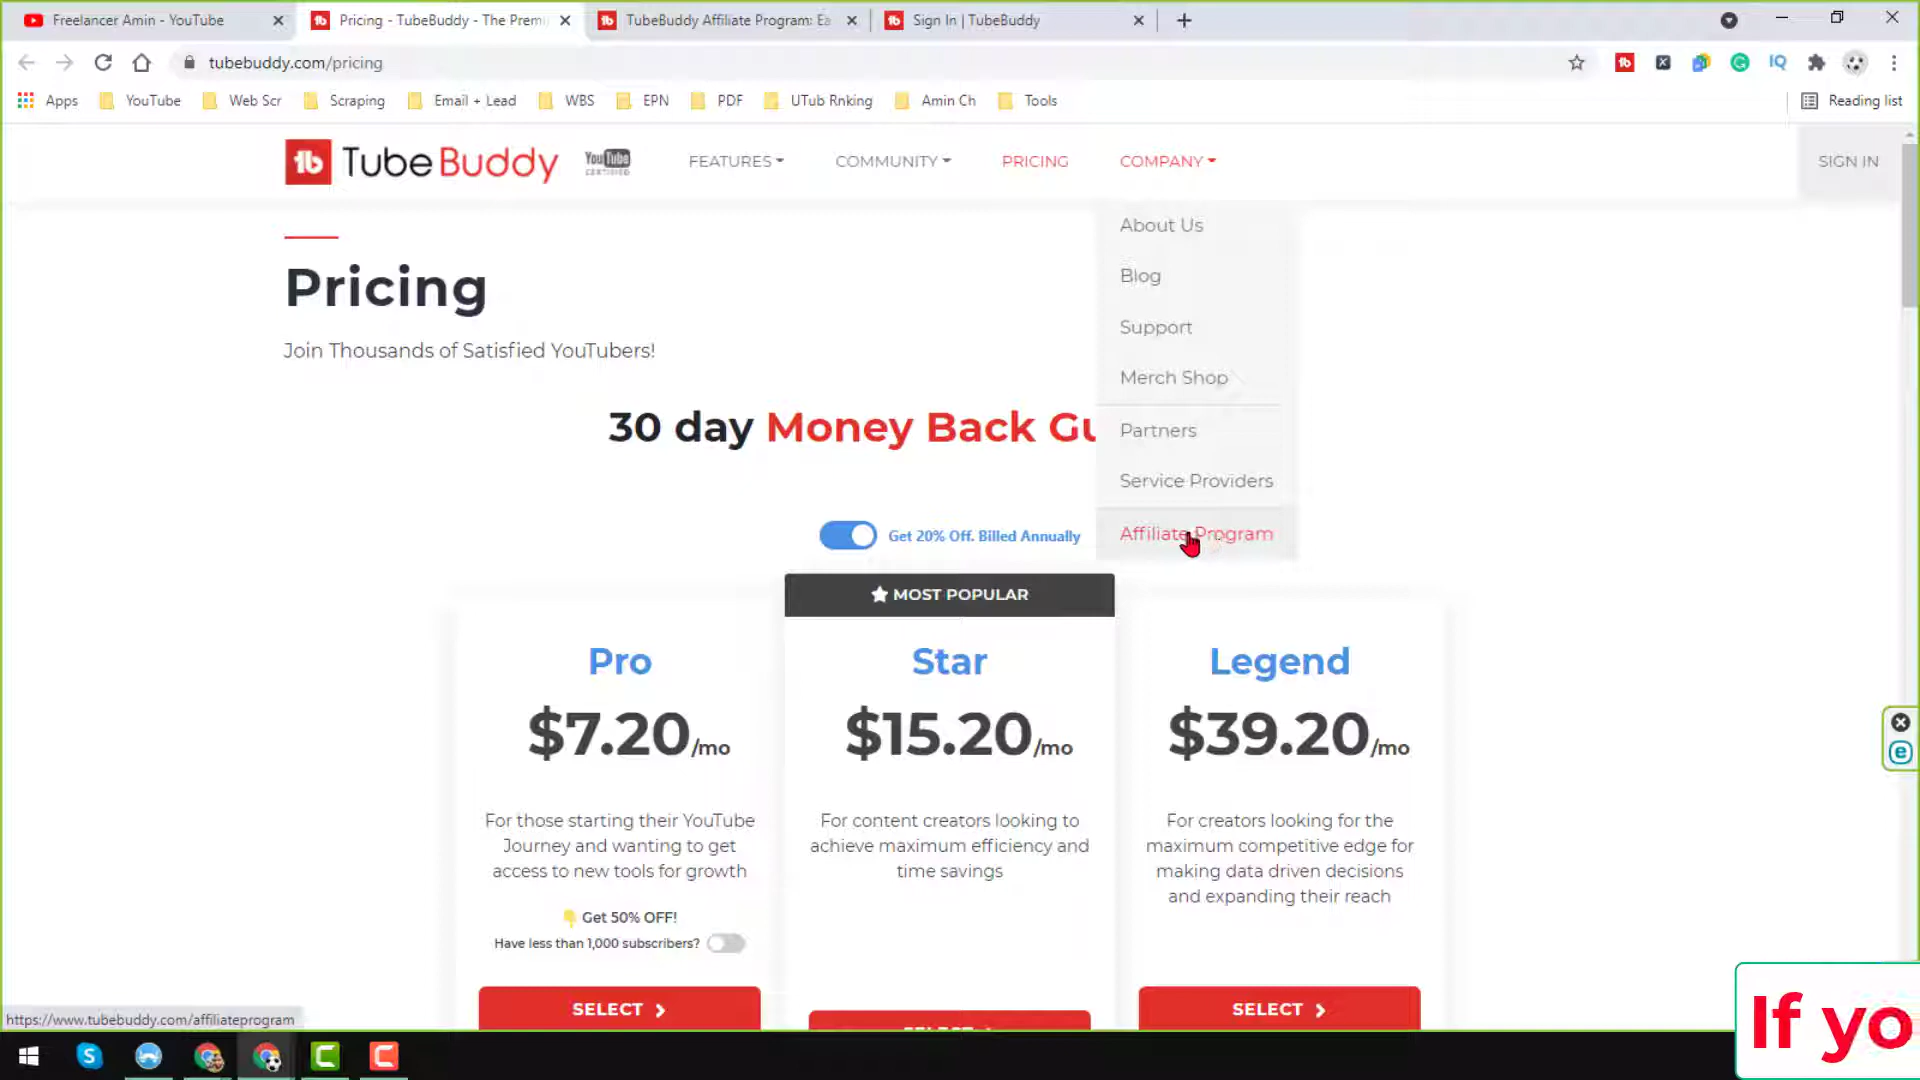 Freelancer Amin - YouTube
Pricing - TubeBuddy - The Premi
TubeBuddy Affiliate Program: Ea
Sign In | TubeBuddy
tubebuddy.com/pricing
Apps
YouTube
Web Scr
Scraping
Email + Lead
WBS
EPN
PDF
UTub Rnking
Amin Ch
Tools
Reading list
TubeBuddy
YouTube CERTIFIED
FEATURES
COMMUNITY
PRICING
COMPANY
SIGN IN
About Us
Blog
Support
Merch Shop
Partners
Service Providers
Affiliate Program
Pricing
Join Thousands of Satisfied YouTubers!
30 day Money Back Gu
Get 20% Off. Billed Annually
MOST POPULAR
Pro
$7.20/mo
For those starting their YouTube
Journey and wanting to get
access to new tools for growth
Get 50% OFF!
Have less than 1,000 subscribers?
SELECT
Star
$15.20/mo
For content creators looking to
achieve maximum efficiency and
time savings
SELECT
Legend
$39.20/mo
For creators looking for the
maximum competitive edge for
making data driven decisions
and expanding their reach
SELECT
https://www.tubebuddy.com/affiliateprogram
If yo